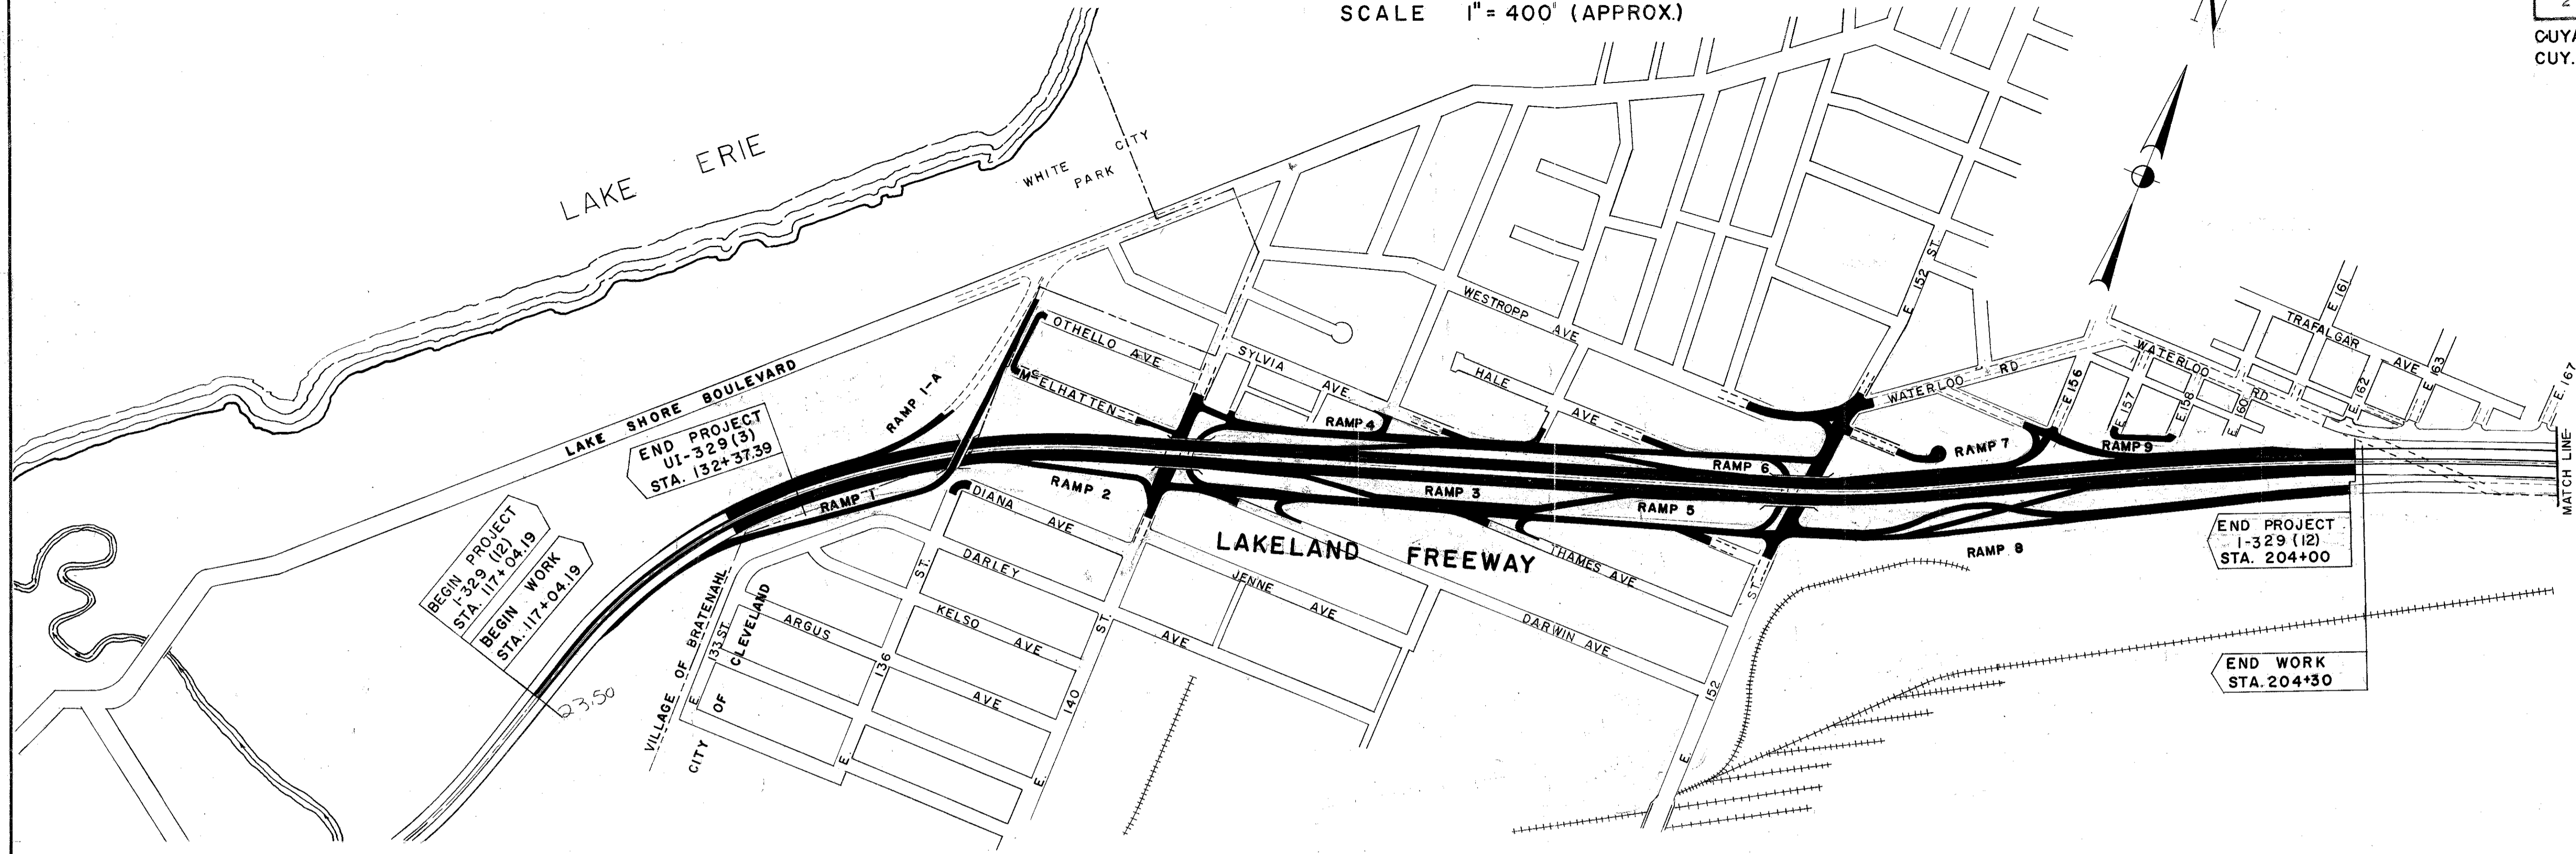 SCALE 1" = 400' (APPROX.)
N
2
CUYA
CUY.
LAKE ERIE
WHITE CITY
PARK
LAKE SHORE BOULEVARD
END PROJECT
UI-329(3)
STA. 132+37.39
BEGIN PROJECT
I-329 (12)
STA. 117+04.19
BEGIN WORK
STA. 117+04.19
23.50
RAMP 1-A
RAMP 1
RAMP 2
RAMP 3
RAMP 4
RAMP 5
RAMP 6
RAMP 7
RAMP 8
RAMP 9
OTHELLO AVE
McELHATTEN
SYLVIA AVE.
WESTROPP AVE
HALE AVE
E 152 ST.
WATERLOO RD
WATERLOO RD
TRAFALGAR AVE
E 156
E 157
E 158
E 160
E 161
E 162
E 163
E 167
MATCH LINE
LAKELAND FREEWAY
DIANA AVE
DARLEY AVE
KELSO AVE
ARGUS AVE
JENNE AVE
THAMES AVE
DARWIN AVE
E 133 ST.
E. 136 ST.
E. 140 ST.
E. 152 ST.
VILLAGE OF BRATENAHL
CITY OF CLEVELAND
END PROJECT
I-329 (12)
STA. 204+00
END WORK
STA. 204+30